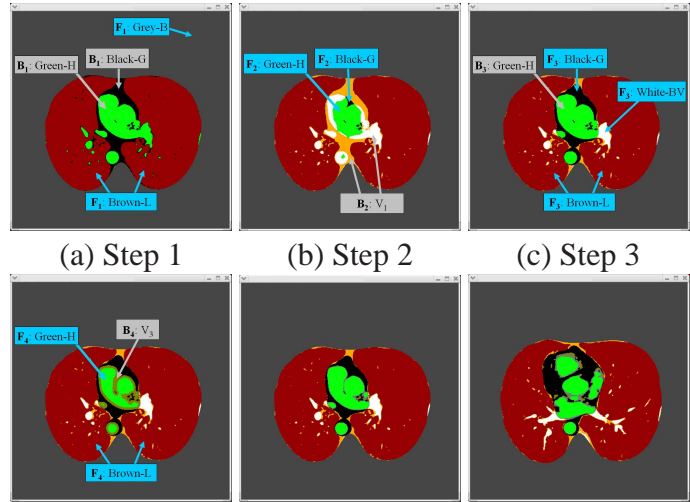 F1: Grey-B
B1: Green-H
B1: Black-G
F1: Brown-L
F2: Green-H
F2: Black-G
B2: V1
B3: Green-H
F3: Black-G
F3: White-BV
F3: Brown-L
(a) Step 1
(b) Step 2
(c) Step 3
F4: Green-H
B4: V3
F4: Brown-L